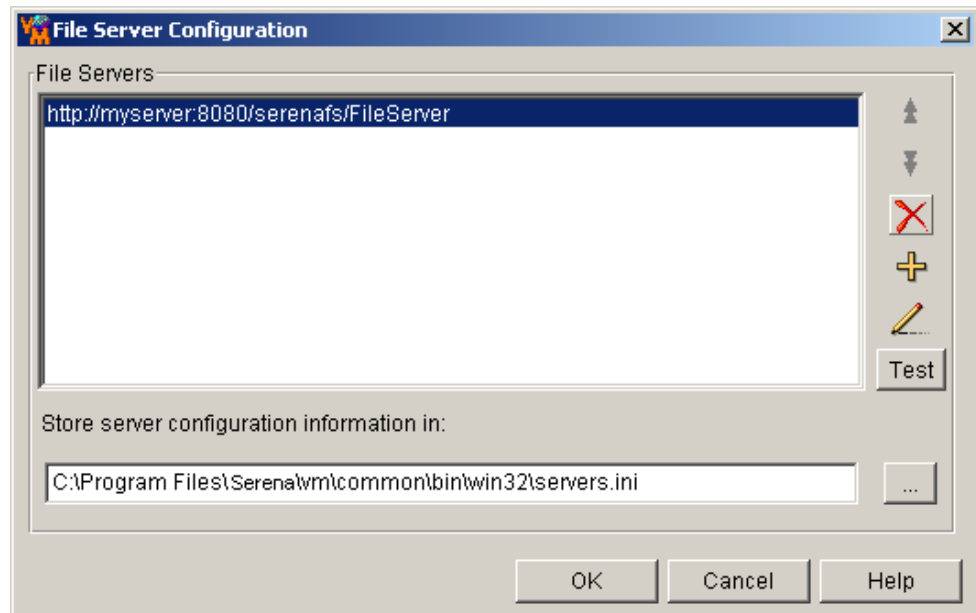 VM File Server Configuration
File Servers
http://myserver:8080/serenafs/FileServer
Test
Store server configuration information in:
C:\Program Files\Serena\vm\common\bin\win32\servers.ini
...
OK Cancel Help